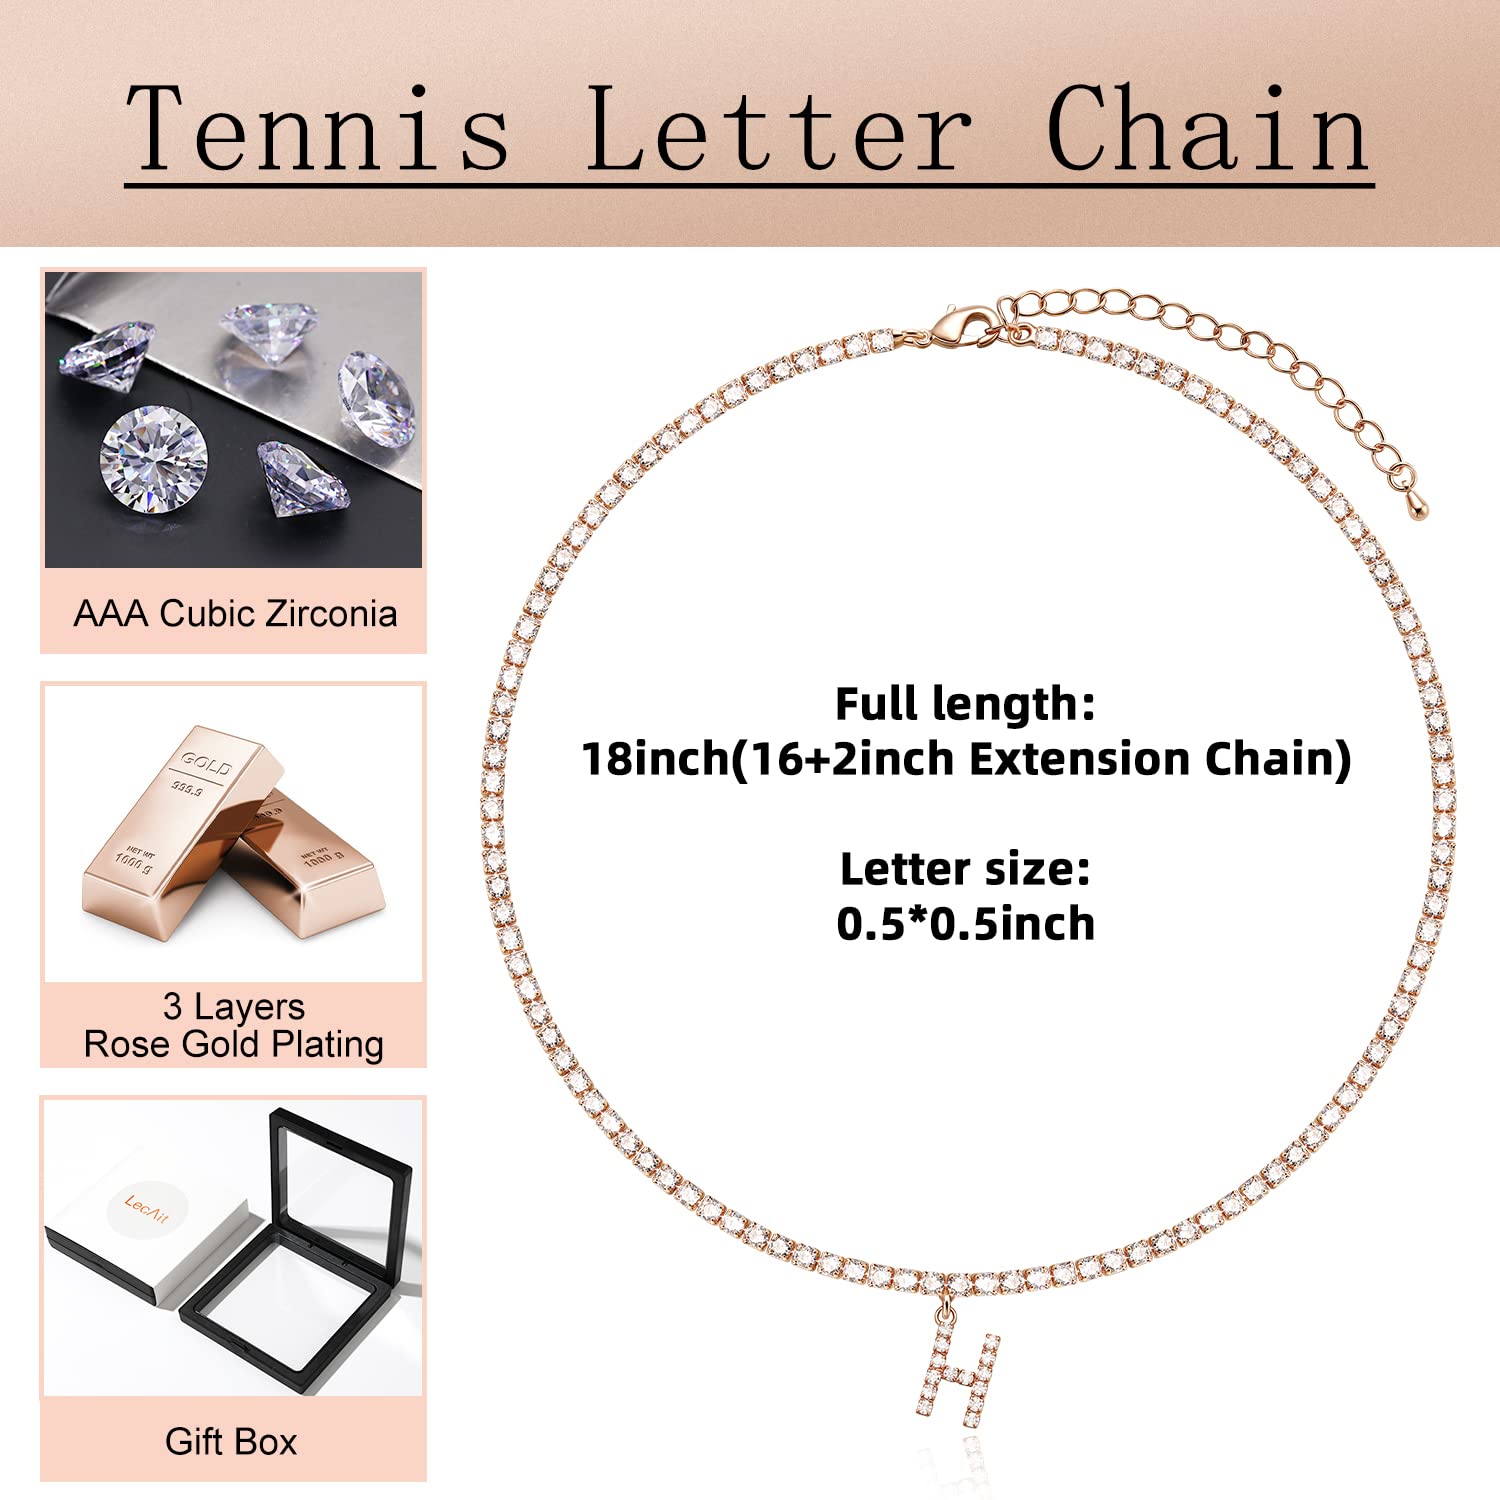 Tennis Letter Chain
AAA Cubic Zirconia
GOLD
999.9
NET WT
1000 g
999.9
NET WT
1000 g
3 Layers
Rose Gold Plating
LecAit
Gift Box
Full length:
18inch(16+2inch Extension Chain)
Letter size:
0.5*0.5inch
H